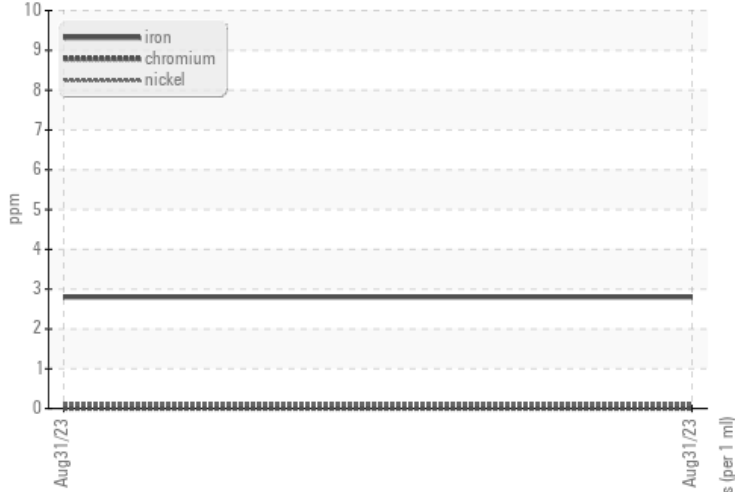 10
9
8
7
6
5
4
3
2
1
0
ppm
iron
chromium
nickel
Aug31/23
Aug31/23
s (per 1 ml)